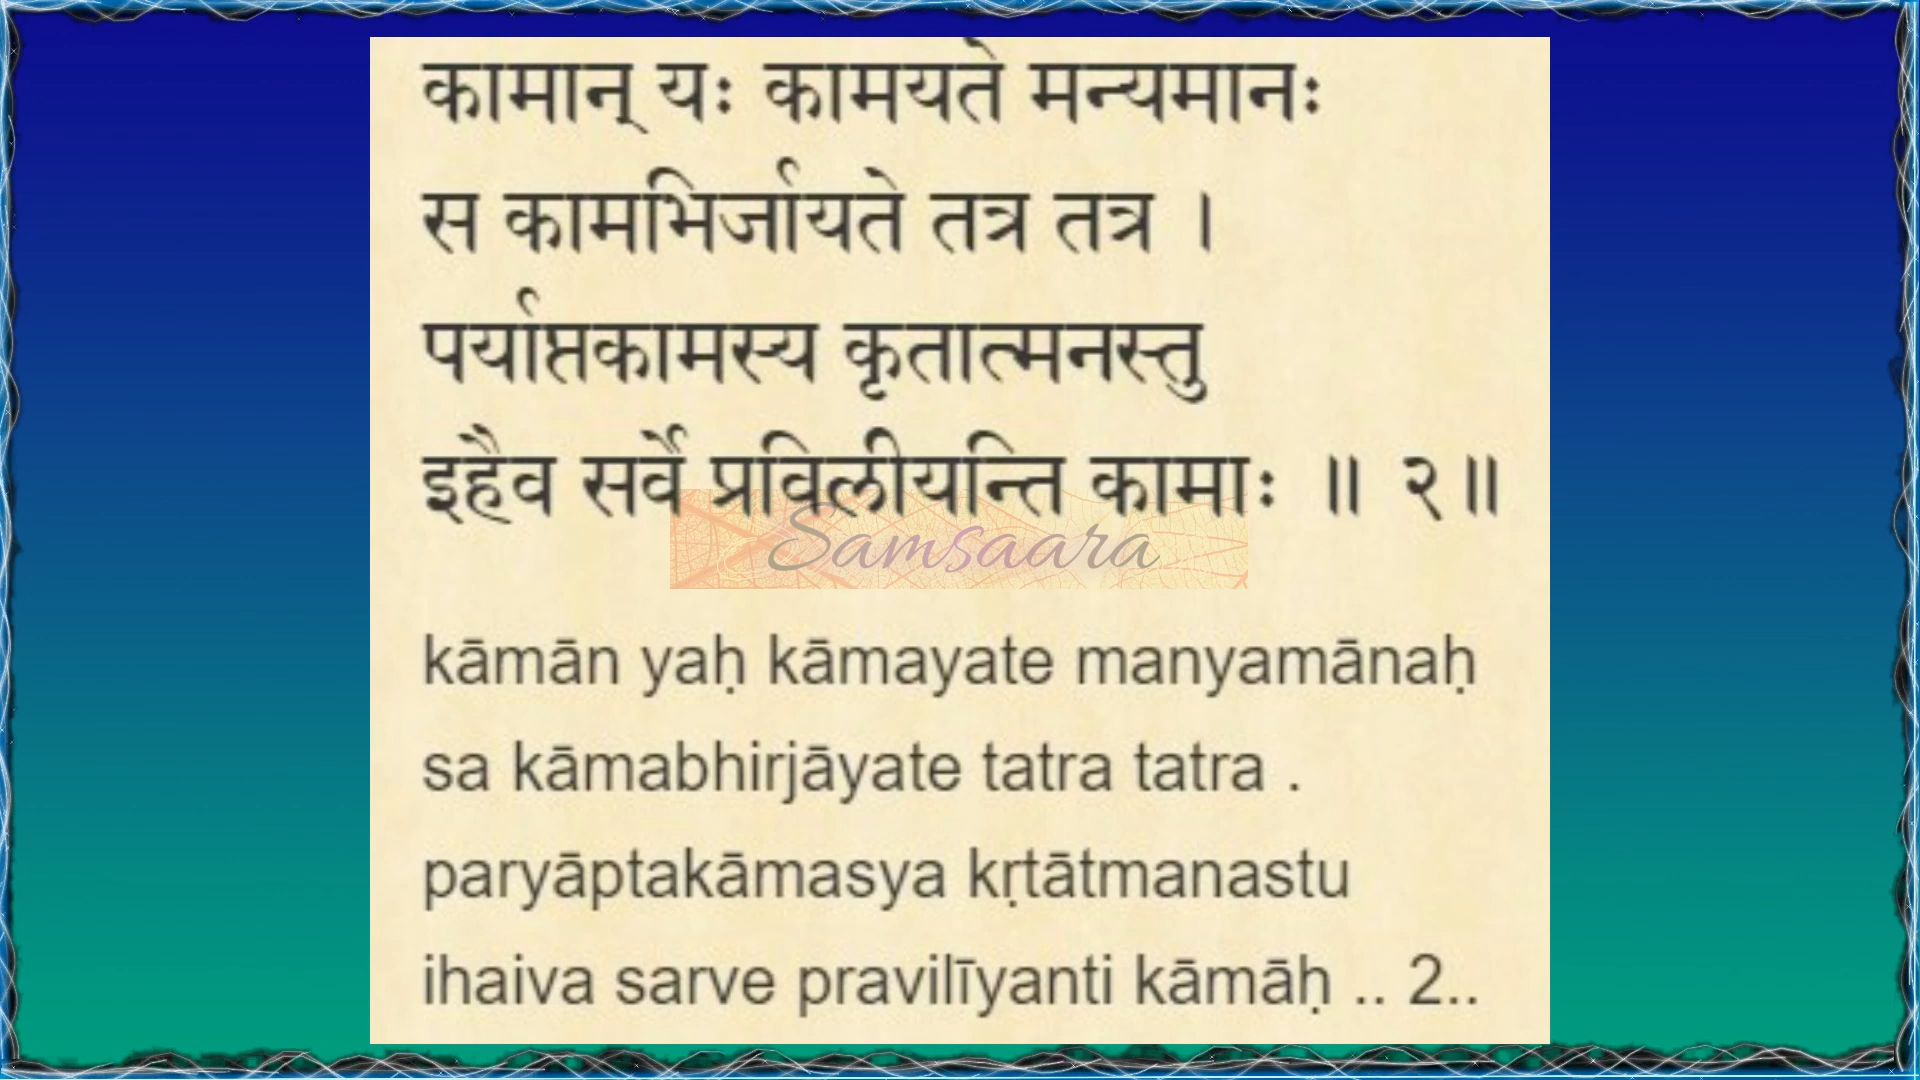 कामान् यः कामयते मन्यमानः
स कामभिर्जायते तत्र तत्र ।
पर्याप्तकामस्य कृतात्मनस्तु
इहैव सर्वे प्रविलीयन्ति कामाः ॥ २॥
Samsaara
kāmān yaḥ kāmayate manyamānaḥ
sa kāmabhirjāyate tatra tatra .
paryāptakāmasya kṛtātmanastu
ihaiva sarve pravilīyanti kāmāḥ .. 2..